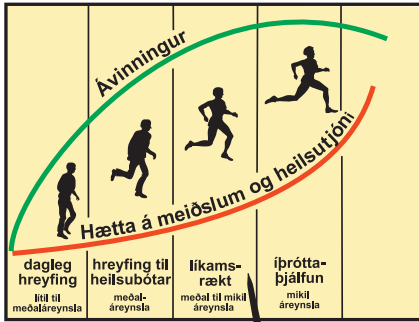 Ávinningur
Hætta á meiðslum og heilsutjóni
dagleg
hreyfing
lítil til
meðaláreynsla
hreyfing til
heilsubótar
meðal-
áreynsla
líkams-
rækt
meðal til mikil
áreynsla
íþrótta-
þjálfun
mikil
áreynsla